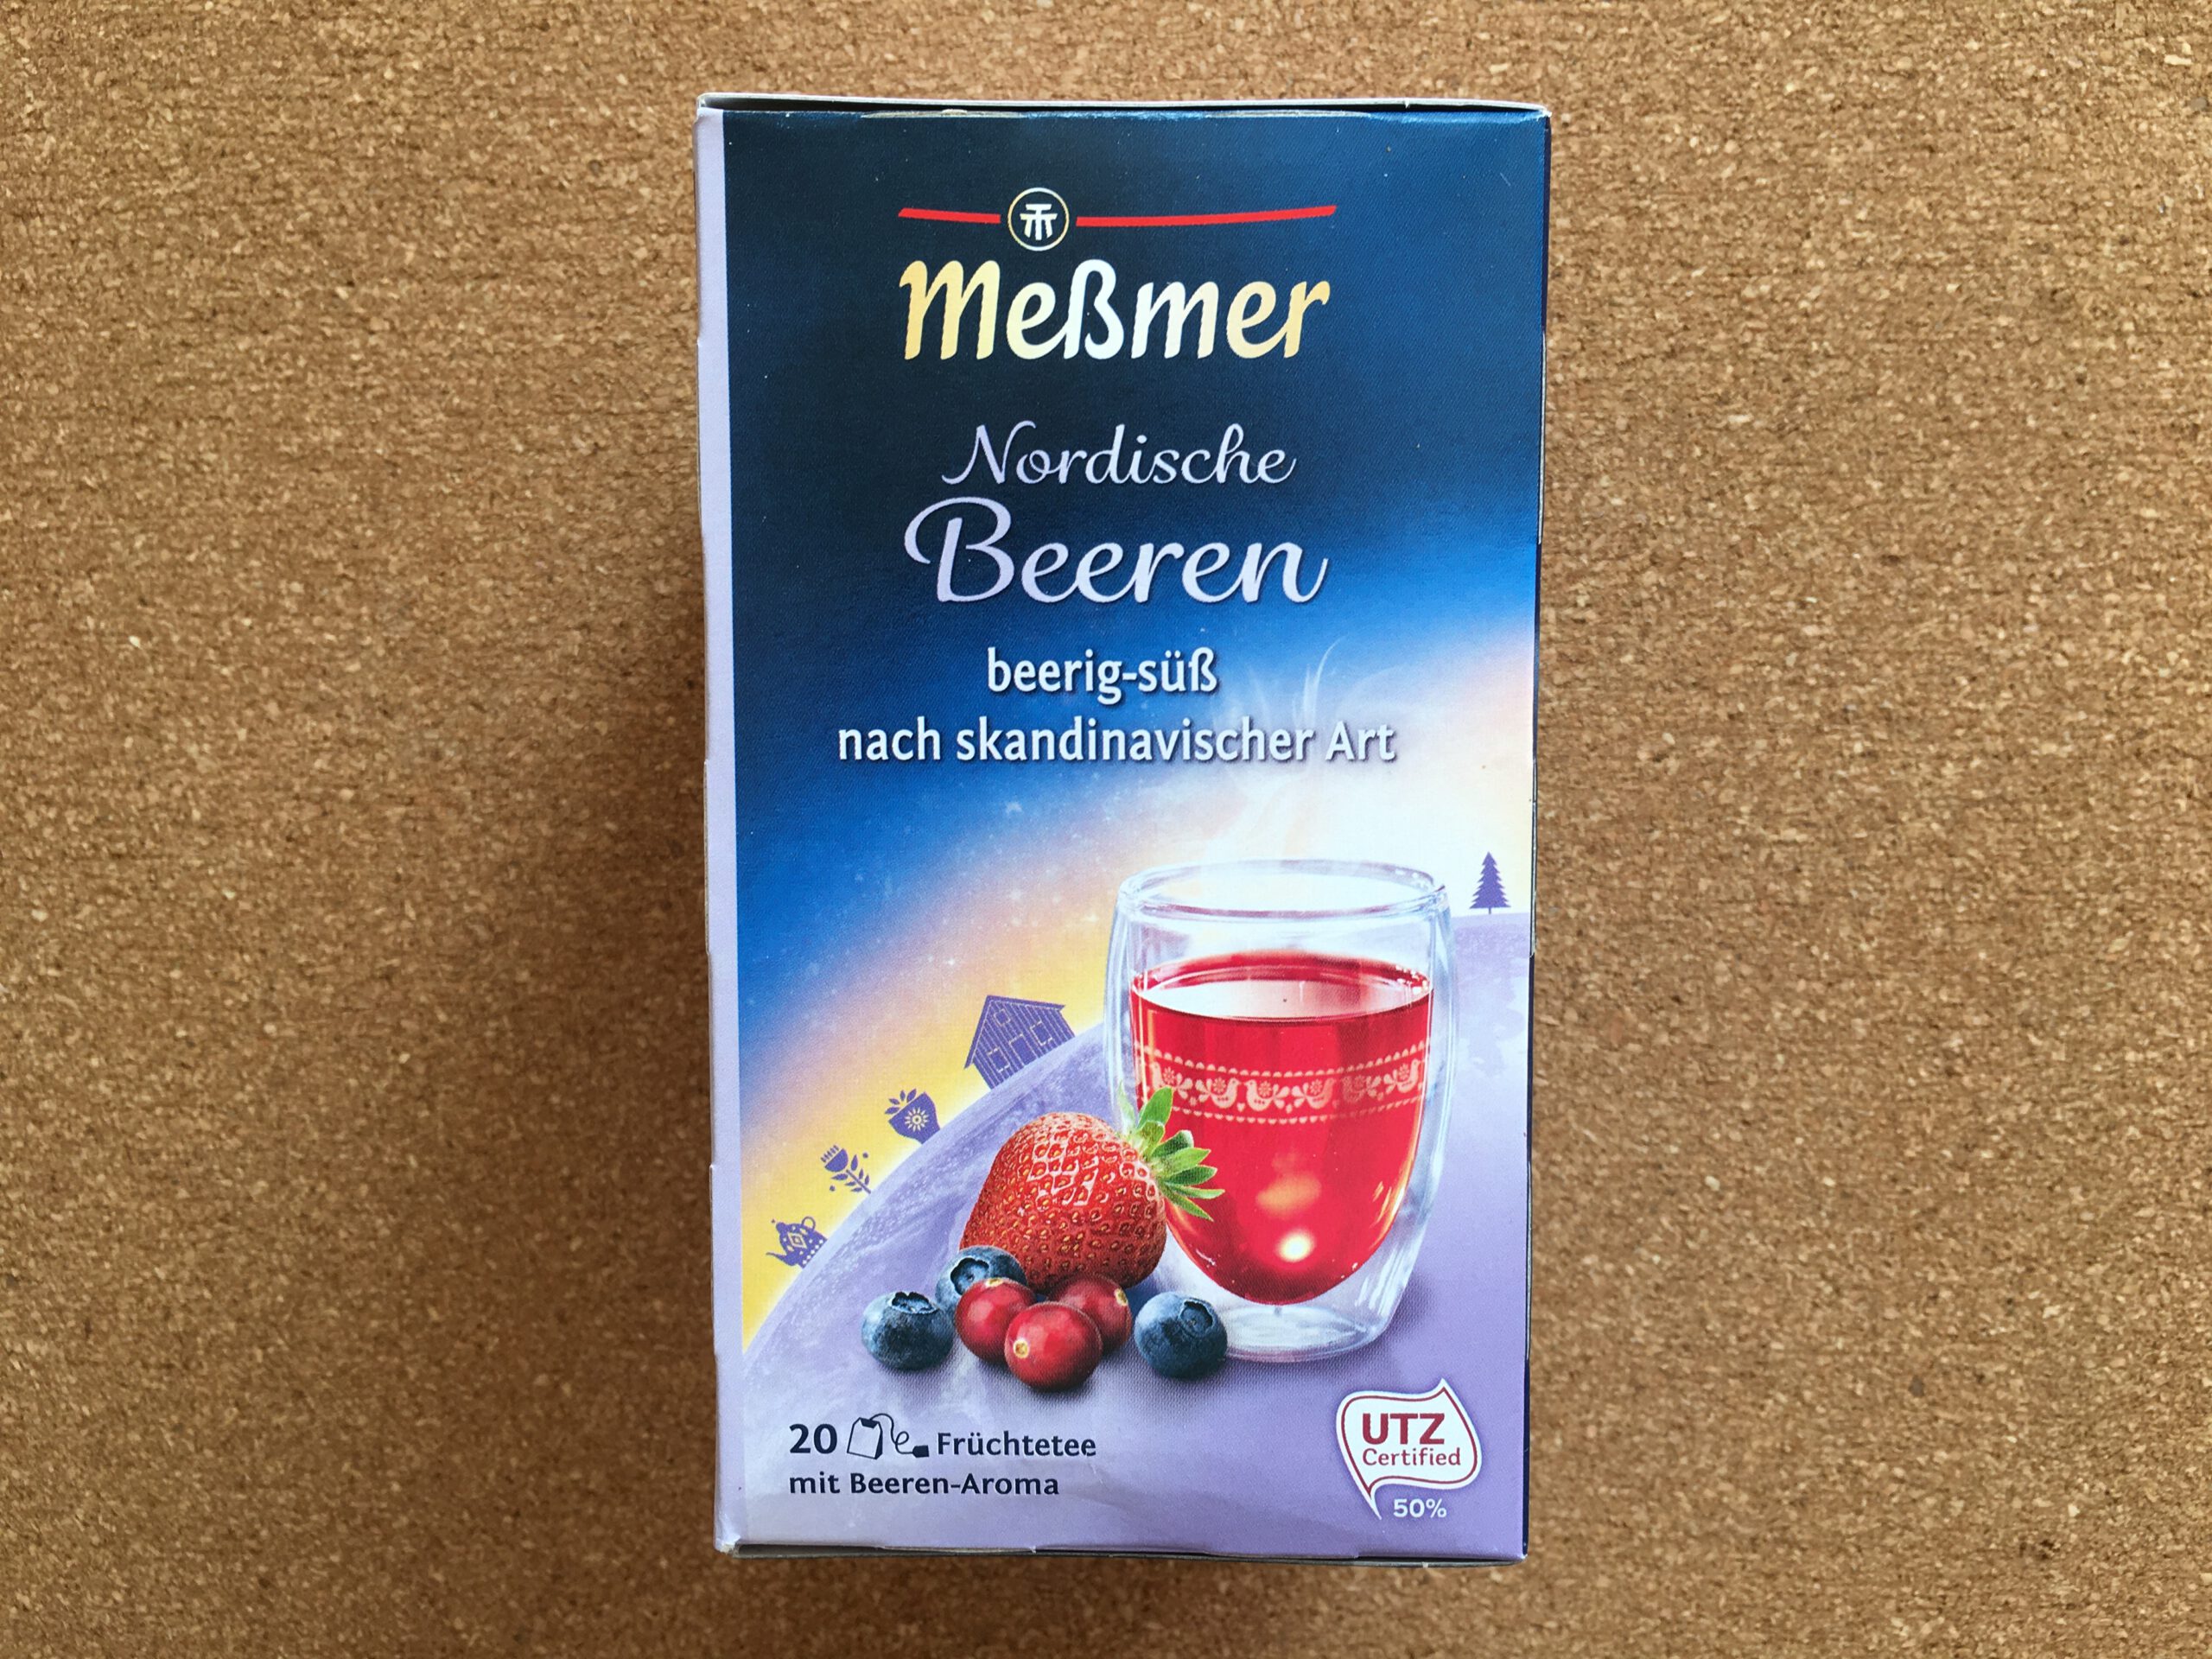 Meßmer
Nordische
Beeren
beerig-süß
nach skandinavischer Art
20 Früchtetee
mit Beeren-Aroma
UTZ
Certified
50%